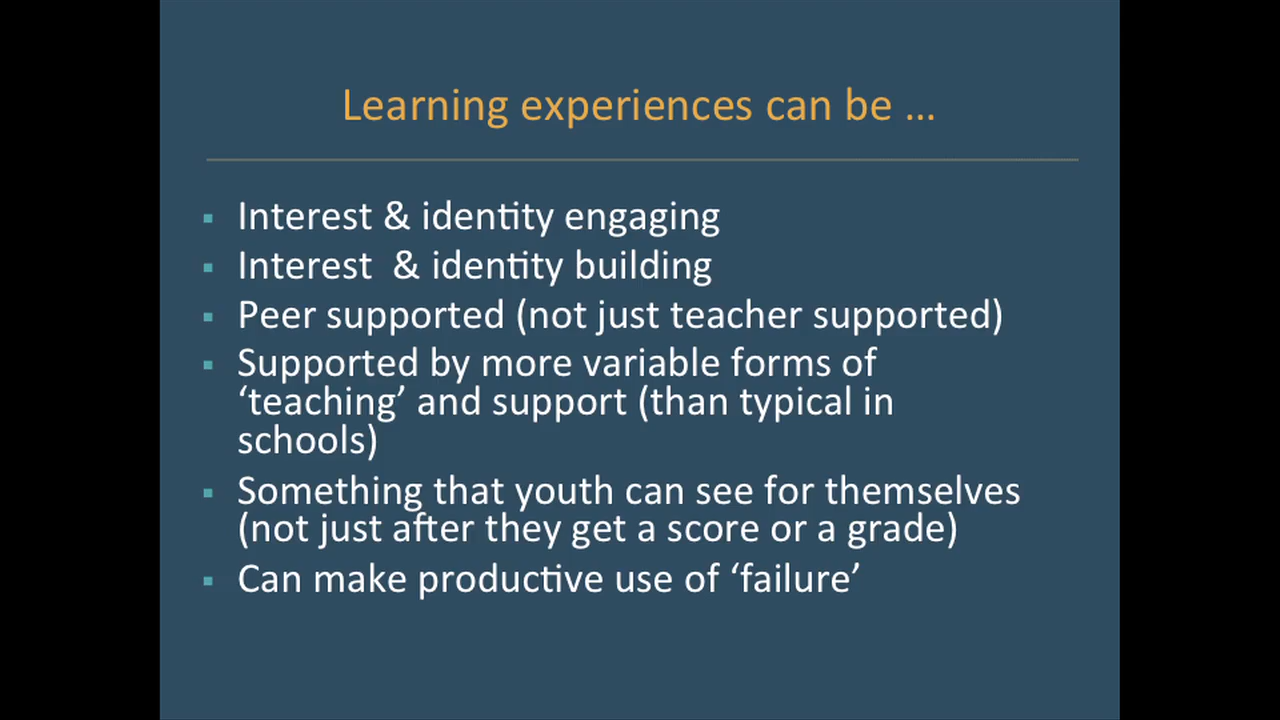 Learning experiences can be ...
▪ Interest & identity engaging
▪ Interest  & identity building
▪ Peer supported (not just teacher supported)
▪ Supported by more variable forms of
‘teaching’ and support (than typical in
schools)
▪ Something that youth can see for themselves
(not just after they get a score or a grade)
▪ Can make productive use of ‘failure’